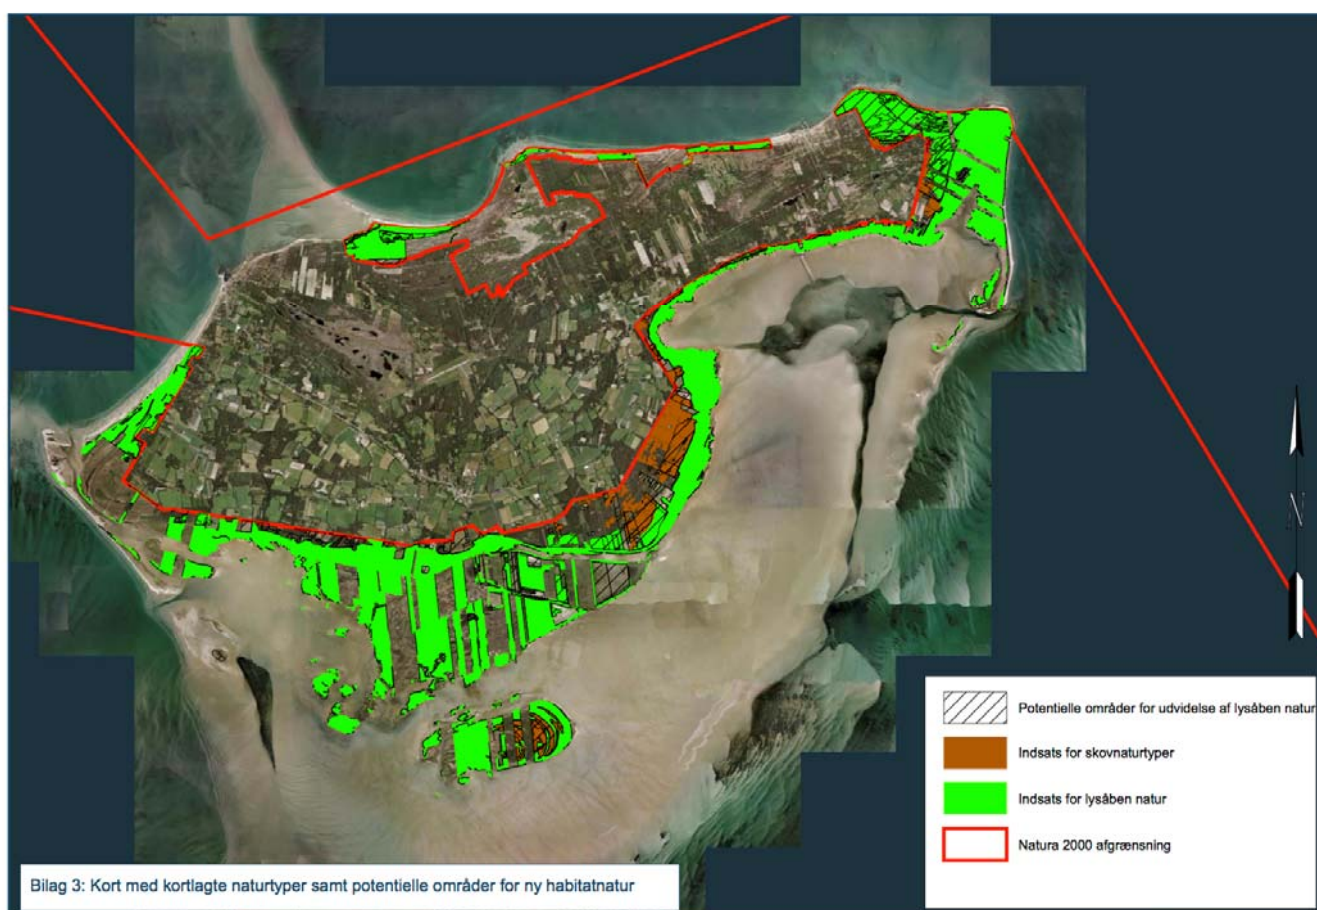 N
Potentielle områder for udvidelse af lysåben natur
Indsats for skovnaturtyper
Indsats for lysåben natur
Natura 2000 afgrænsning
Bilag 3: Kort med kortlagte naturtyper samt potentielle områder for ny habitatnatur